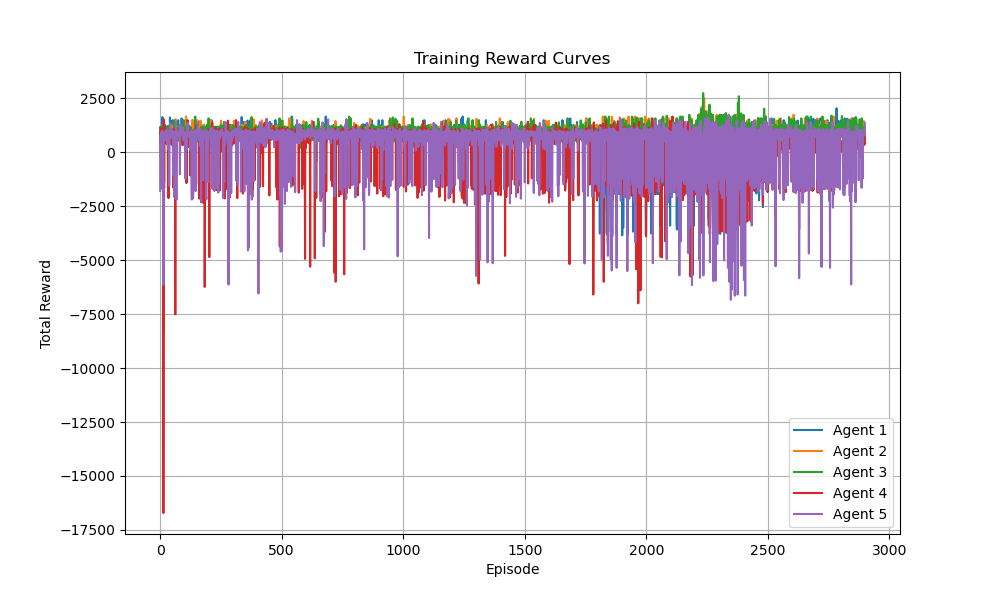 Training Reward Curves
2500
0
−2500
−5000
−7500
−10000
−12500
−15000
−17500
Total Reward
0 500 1000 1500 2000 2500 3000
Episode
Agent 1
Agent 2
Agent 3
Agent 4
Agent 5